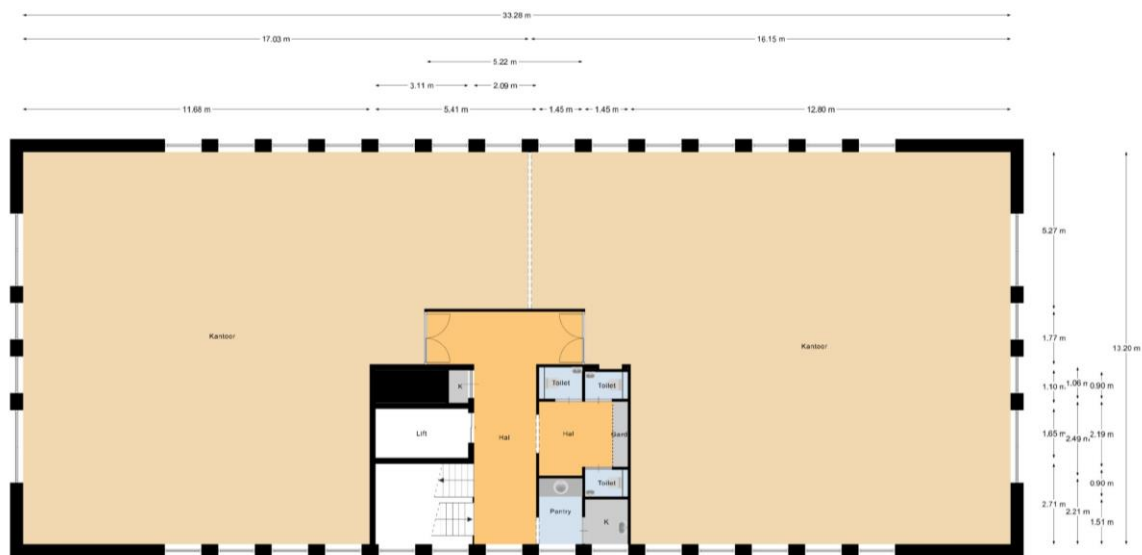 33.28 m
17.03 m
16.15 m
5.22 m
3.11 m
2.09 m
11.68 m
5.41 m
1.45 m
1.45 m
12.80 m
5.27 m
Kantoor
Kantoor
1.77 m
13.20 m
K
Toilet
Toilet
1.10 m
1.06 m
0.90 m
Lift
Hal
Hal
1.65 m
2.49 m
2.19 m
Toilet
0.90 m
Pantry
K
2.71 m
2.21 m
1.51 m